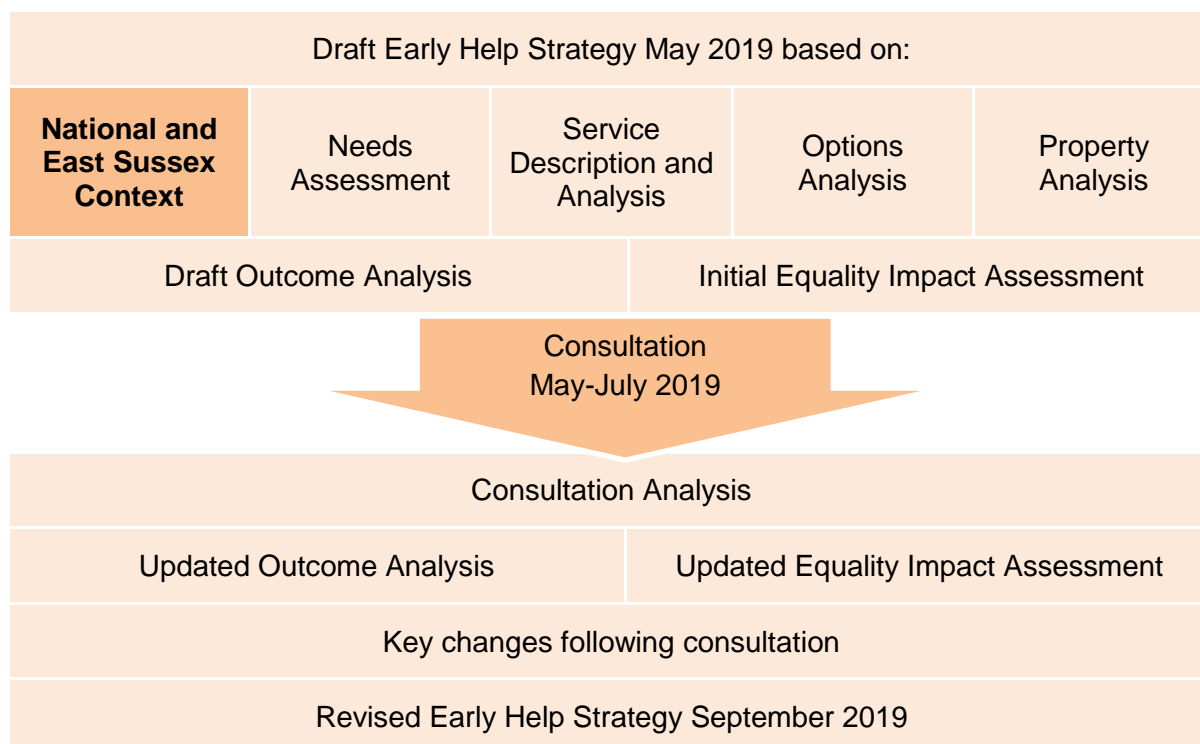 Draft Early Help Strategy May 2019 based on:
National and
East Sussex
Context
Needs
Assessment
Service
Description and
Analysis
Options
Analysis
Property
Analysis
Draft Outcome Analysis
Initial Equality Impact Assessment
Consultation
May-July 2019
Consultation Analysis
Updated Outcome Analysis
Updated Equality Impact Assessment
Key changes following consultation
Revised Early Help Strategy September 2019